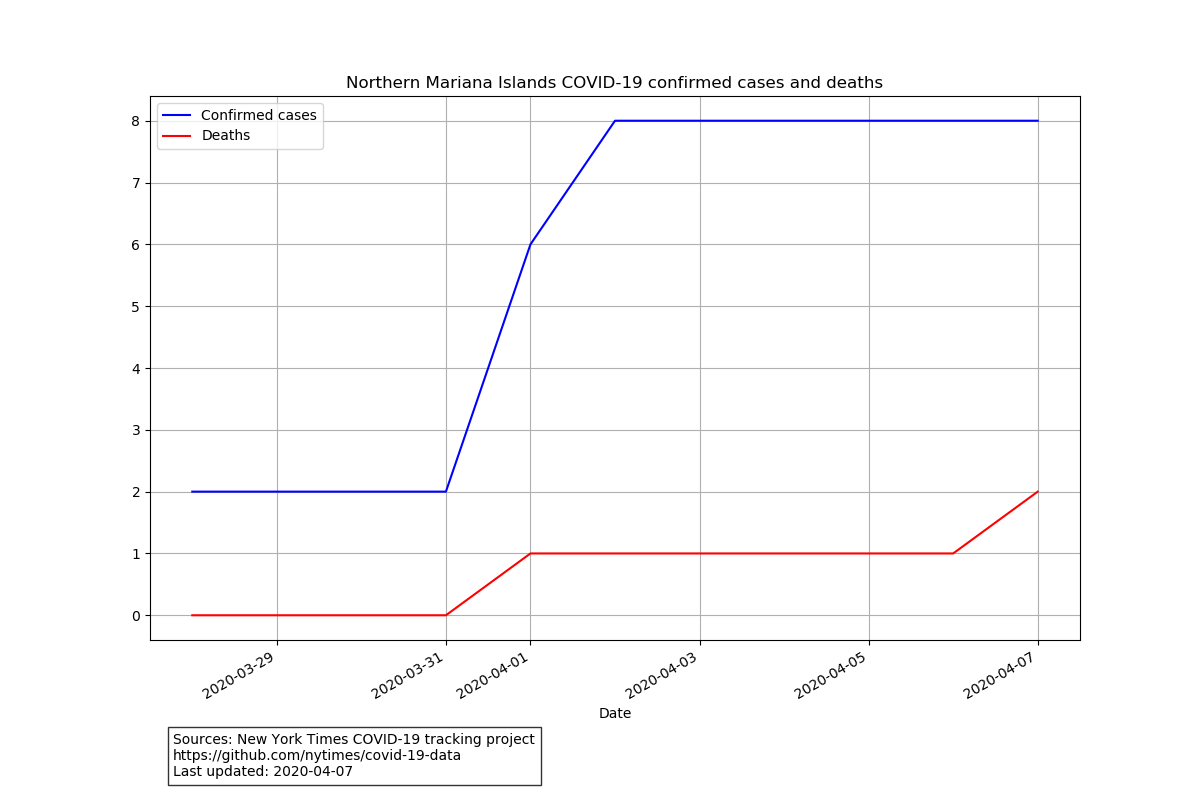 Northern Mariana Islands COVID-19 confirmed cases and deaths
Confirmed cases
Deaths
8
7
6
5
4
3
2
1
0
2020-03-29
2020-03-31
2020-04-01
2020-04-03
2020-04-05
2020-04-07
Date
Sources: New York Times COVID-19 tracking project
https://github.com/nytimes/covid-19-data
Last updated: 2020-04-07